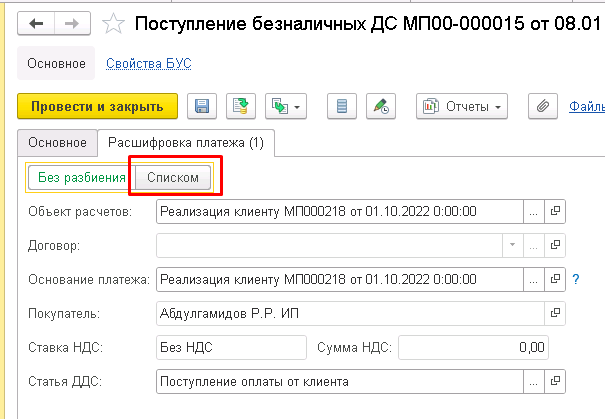 Поступление безналичных ДС МП00-000015 от 08.01
Основное Свойства БУС
Провести и закрыть Отчеты Файлы
Основное Расшифровка платежа (1)
Без разбиения Списком
Объект расчетов: Реализация клиенту МП000218 от 01.10.2022 0:00:00 ...
Договор: ...
Основание платежа: Реализация клиенту МП000218 от 01.10.2022 0:00:00 ... ?
Покупатель: Абдулгамидов Р.Р. ИП
Ставка НДС: Без НДС Сумма НДС: 0,00
Статья ДДС: Поступление оплаты от клиента ...